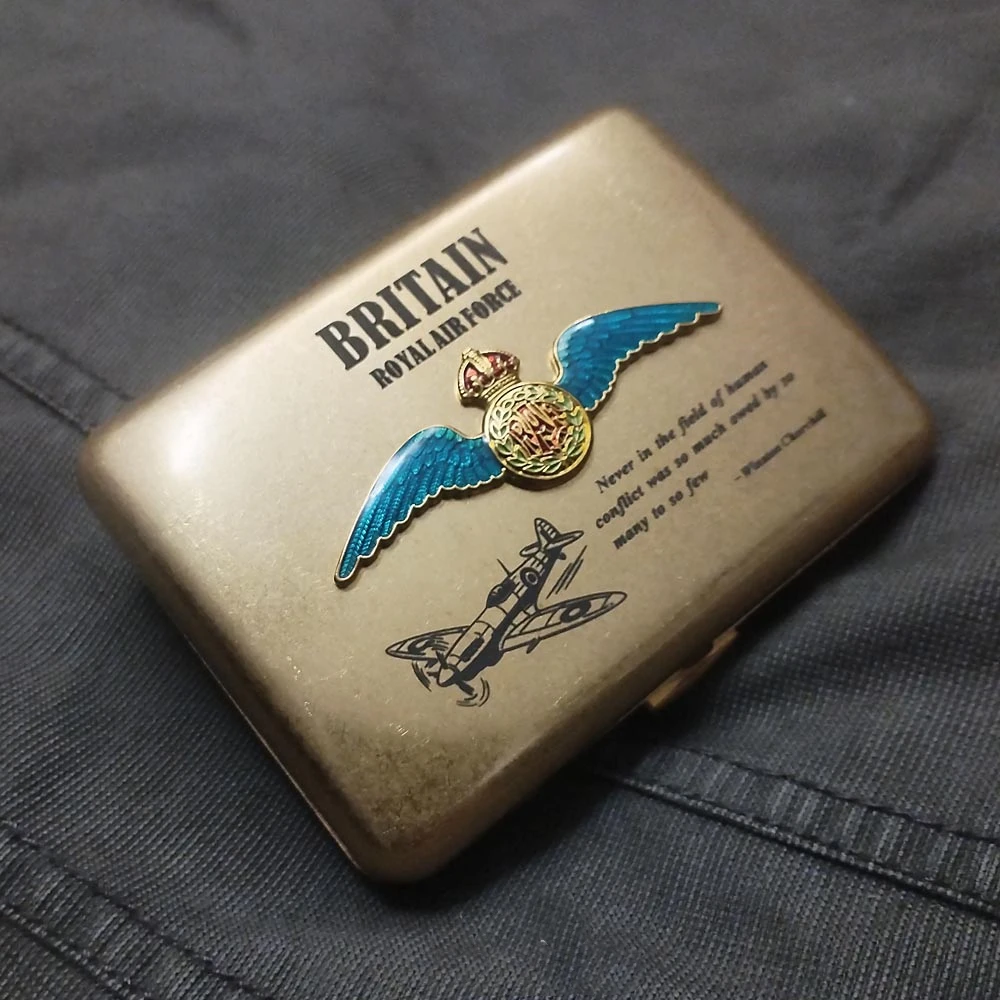 BRITAIN
ROYAL AIR FORCE
Never in the field of human
conflict was so much owed by so
many to so few
-Winston Churchill